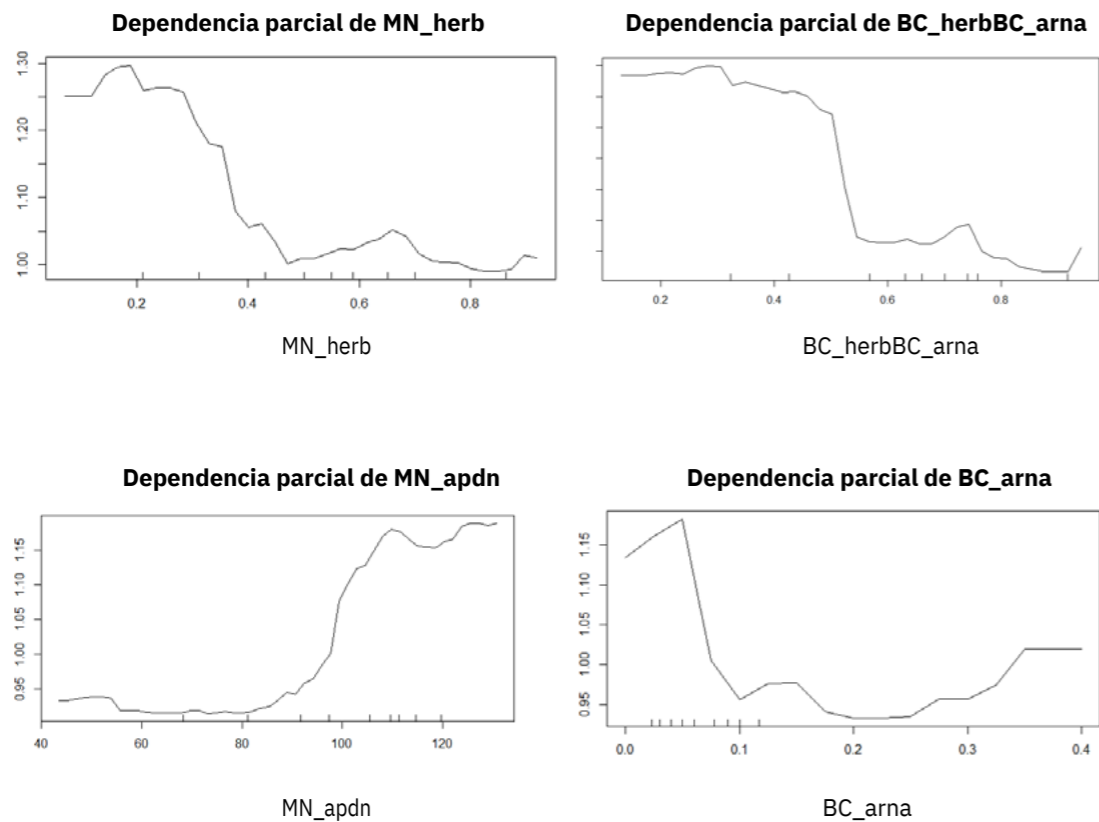 Dependencia parcial de MN_herb
1.30
1.20
1.10
1.00
0.2 0.4 0.6 0.8
MN_herb
Dependencia parcial de BC_herbBC_arna
0.2 0.4 0.6 0.8
BC_herbBC_arna
Dependencia parcial de MN_apdn
1.15
1.10
1.05
1.00
0.95
40 60 80 100 120
MN_apdn
Dependencia parcial de BC_arna
1.15
1.10
1.05
1.00
0.95
0.0 0.1 0.2 0.3 0.4
BC_arna